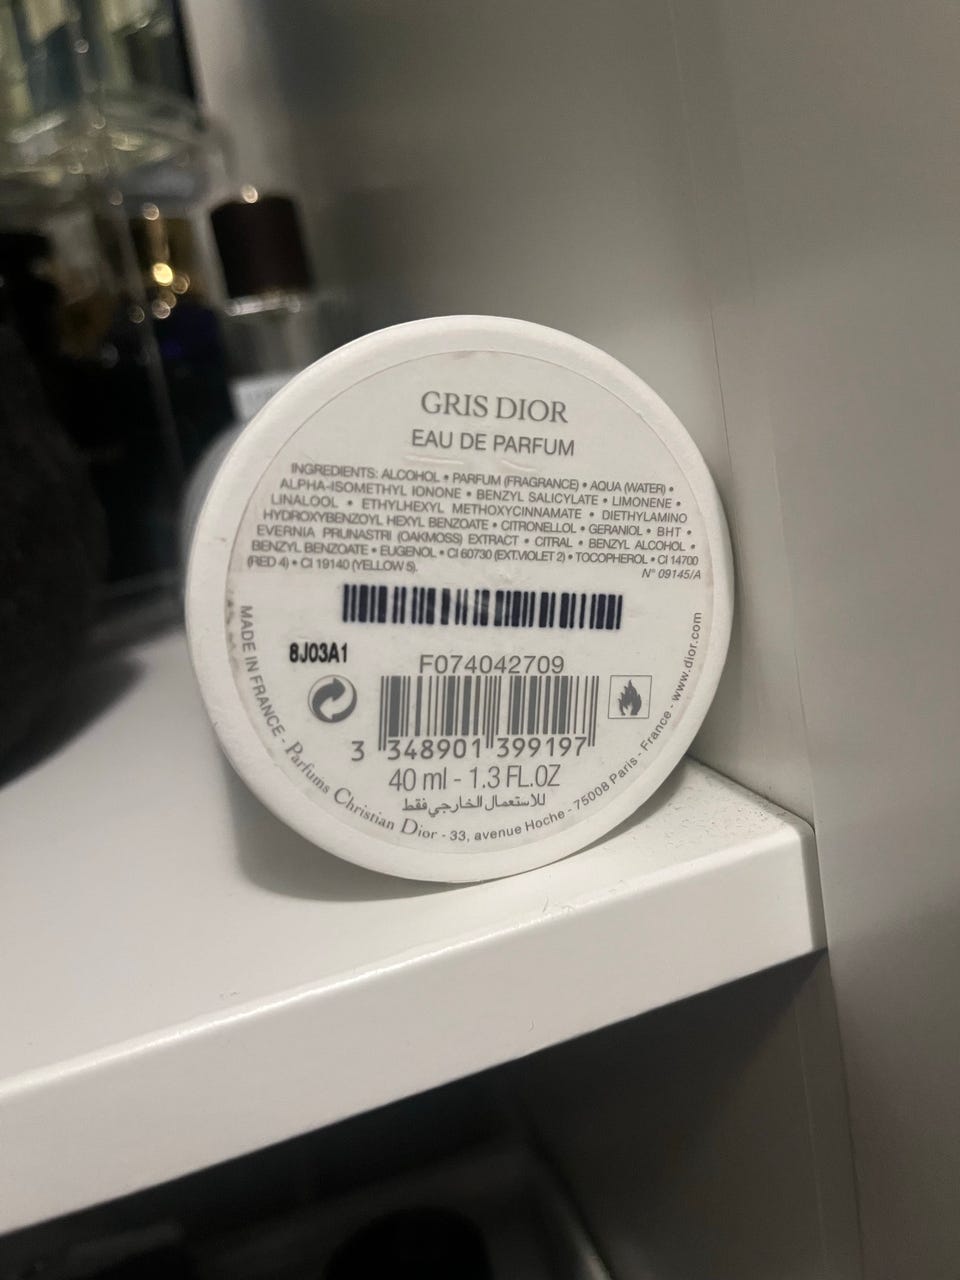 GRIS DIOR
EAU DE PARFUM
INGREDIENTS: ALCOHOL • PARFUM (FRAGRANCE) • AQUA (WATER) •
ALPHA-ISOMETHYL IONONE • BENZYL SALICYLATE • LIMONENE •
LINALOOL • ETHYLHEXYL METHOXYCINNAMATE • DIETHYLAMINO
HYDROXYBENZOYL HEXYL BENZOATE • CITRONELLOL • GERANIOL • BHT •
EVERNIA PRUNASTRI (OAKMOSS) EXTRACT • CITRAL • BENZYL ALCOHOL •
BENZYL BENZOATE • EUGENOL • CI 60730 (EXT.VIOLET 2) • TOCOPHEROL • CI 14700
(RED 4) • CI 19140 (YELLOW 5).
N° 09145/A
8J03A1
F074042709
3 348901 399197
40 ml - 1.3 FL.OZ
للاستعمال الخارجي فقط
MADE IN FRANCE - Parfums Christian Dior - 33, avenue Hoche - 75008 Paris - France - www.dior.com